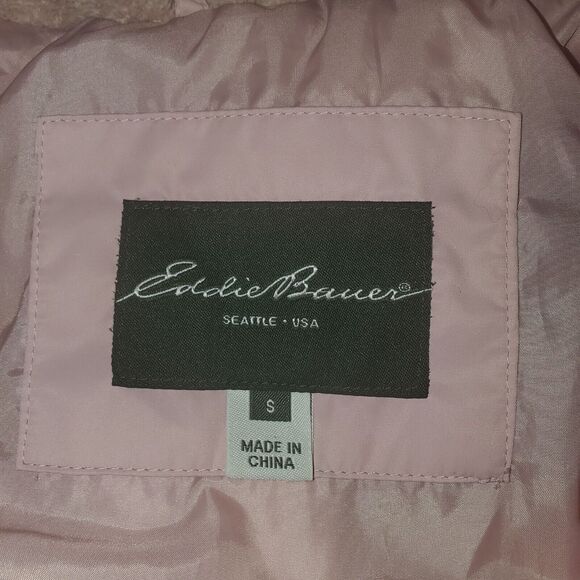 Eddie Bauer®
SEATTLE • USA
S
MADE IN
CHINA